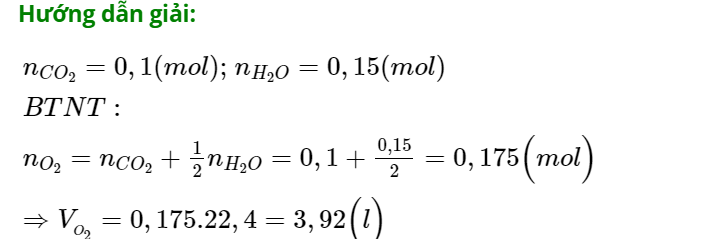 Hướng dẫn giải:
n_{CO_2} = 0,1(mol); n_{H_2O} = 0,15(mol)
BTNT :
n_{O_2} = n_{CO_2} + \frac{1}{2}n_{H_2O} = 0,1 + \frac{0,15}{2} = 0,175(mol)
⇒ V_{O_2} = 0,175.22,4 = 3,92(l)